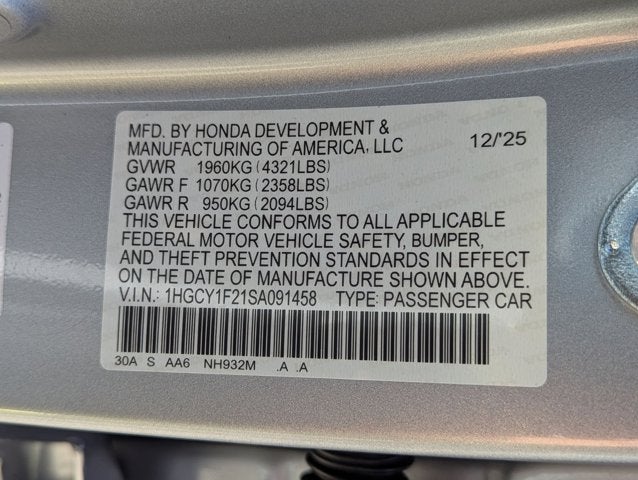 MFD. BY HONDA DEVELOPMENT &
MANUFACTURING OF AMERICA, LLC 12/'25
GVWR 1960KG (4321LBS)
GAWR F 1070KG (2358LBS)
GAWR R 950KG (2094LBS)
THIS VEHICLE CONFORMS TO ALL APPLICABLE
FEDERAL MOTOR VEHICLE SAFETY, BUMPER,
AND THEFT PREVENTION STANDARDS IN EFFECT
ON THE DATE OF MANUFACTURE SHOWN ABOVE.
V.I.N.: 1HGCY1F21SA091458 TYPE: PASSENGER CAR
30A S AA6 NH932M .A .A